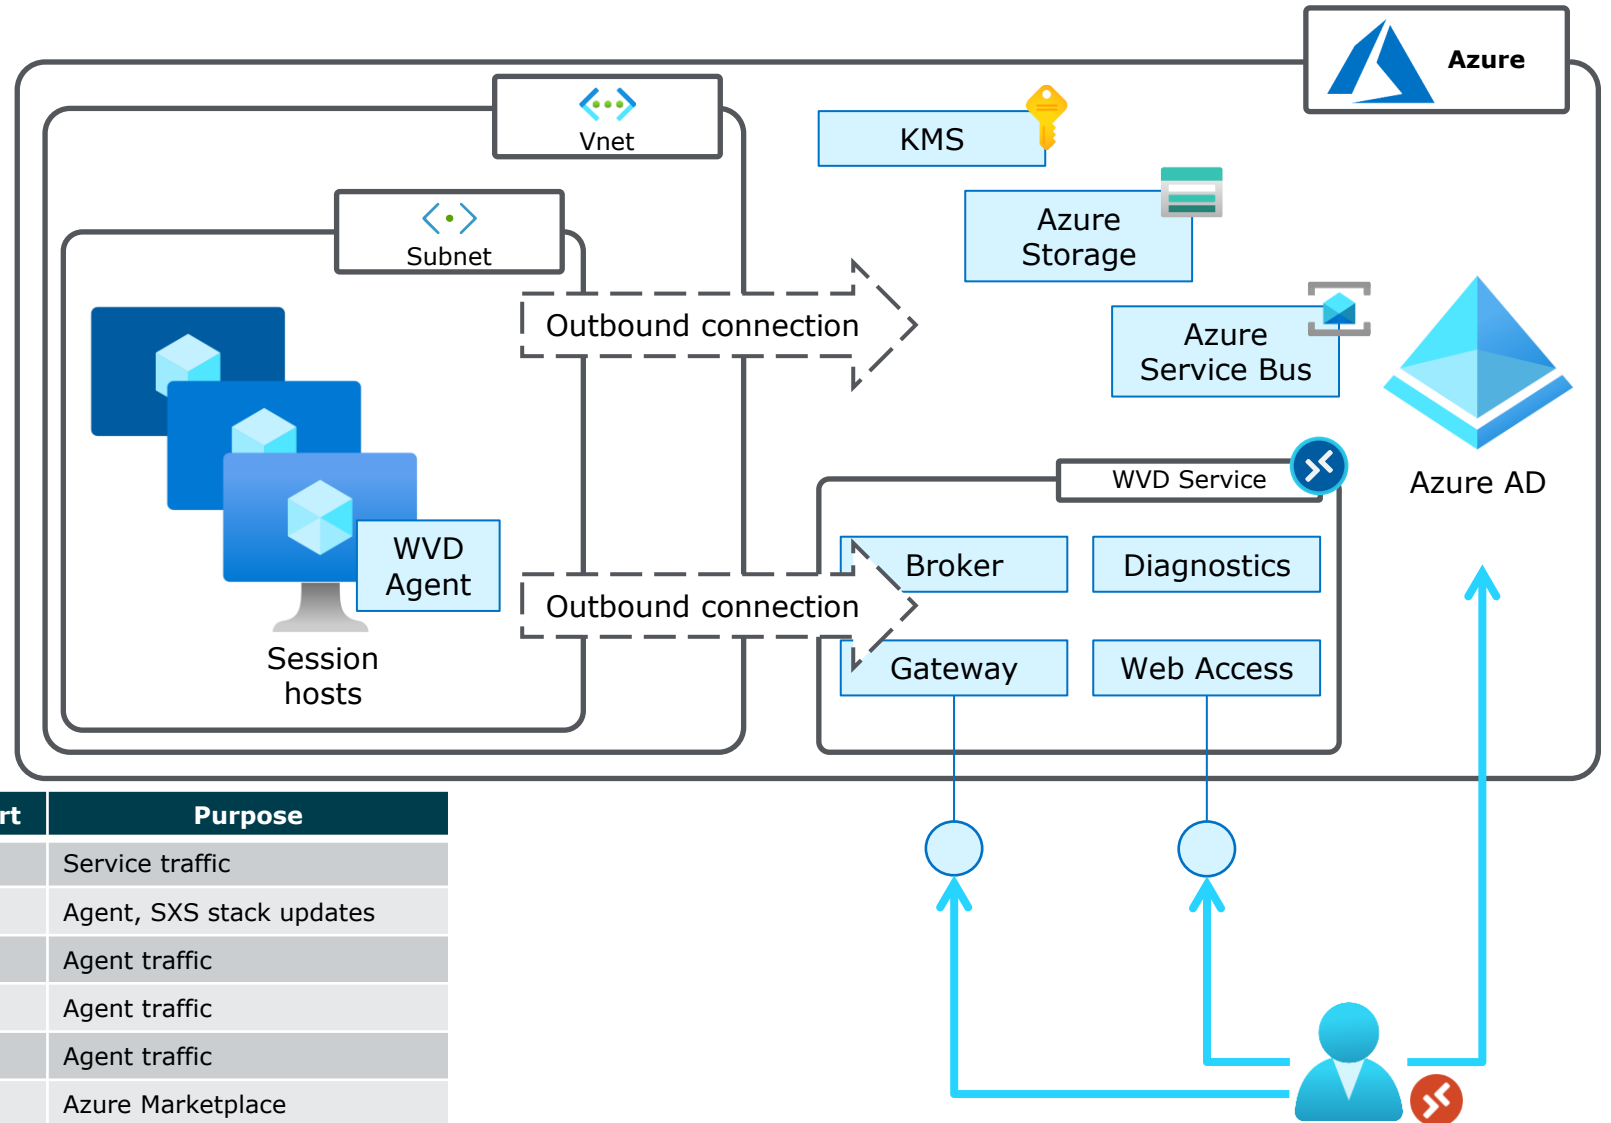 Azure
Vnet
KMS
Subnet
Azure
Storage
Outbound connection
Azure
Service Bus
Azure AD
WVD Service
WVD
Agent
Outbound connection
Broker
Diagnostics
Gateway
Web Access
Session
hosts
rt Purpose
Service traffic
Agent, SXS stack updates
Agent traffic
Agent traffic
Agent traffic
Azure Marketplace